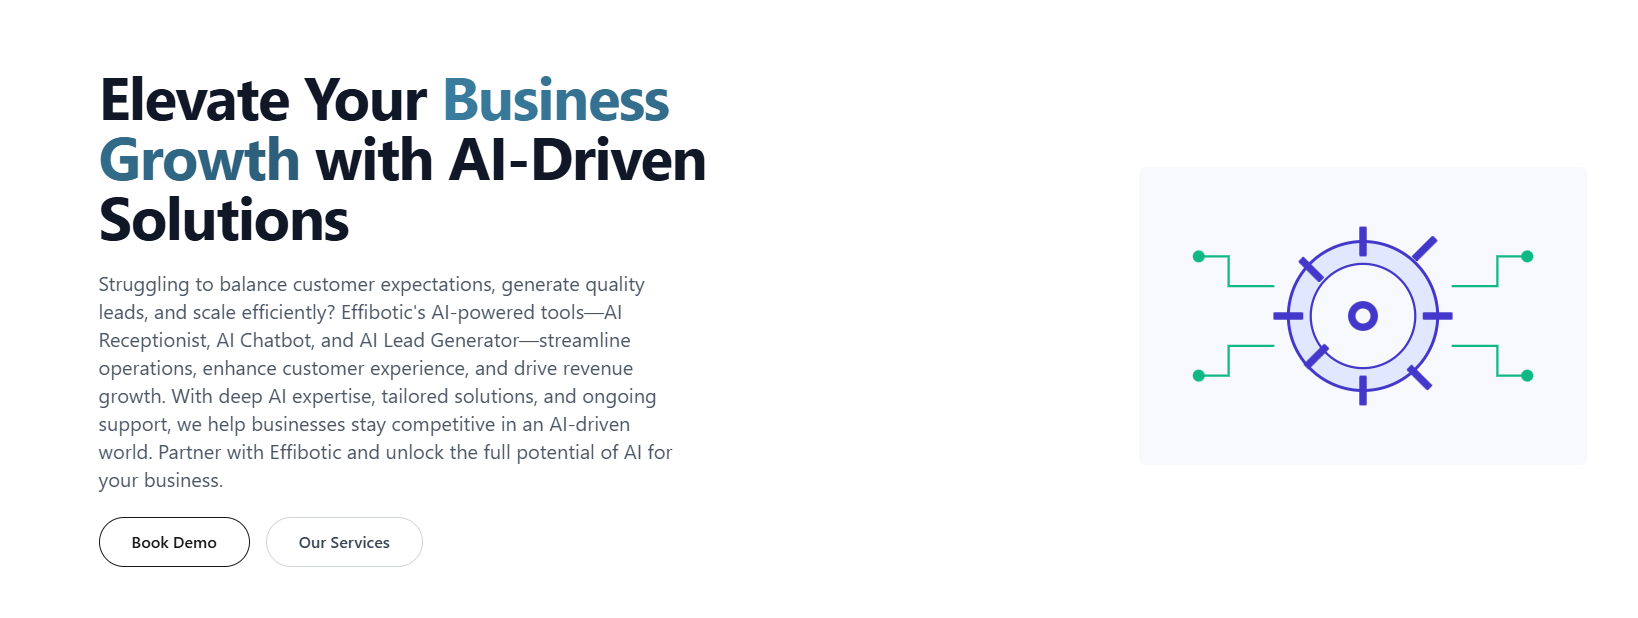 Elevate Your Business
Growth with AI-Driven
Solutions
Struggling to balance customer expectations, generate quality
leads, and scale efficiently? Effibotic's AI-powered tools—AI
Receptionist, AI Chatbot, and AI Lead Generator—streamline
operations, enhance customer experience, and drive revenue
growth. With deep AI expertise, tailored solutions, and ongoing
support, we help businesses stay competitive in an AI-driven
world. Partner with Effibotic and unlock the full potential of AI for
your business.
Book Demo
Our Services